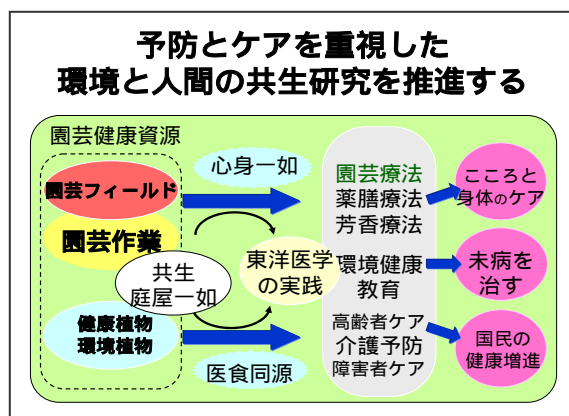 予防とケアを重視した
環境と人間の共生研究を推進する
園芸健康資源
園芸フィールド
園芸作業
共生
庭屋一如
健康植物
環境植物
心身一如
東洋医学
の実践
医食同源
園芸療法
薬膳療法
芳香療法
環境健康
教育
高齢者ケア
介護予防
障害者ケア
こころと
身体のケア
未病を
治す
国民の
健康増進